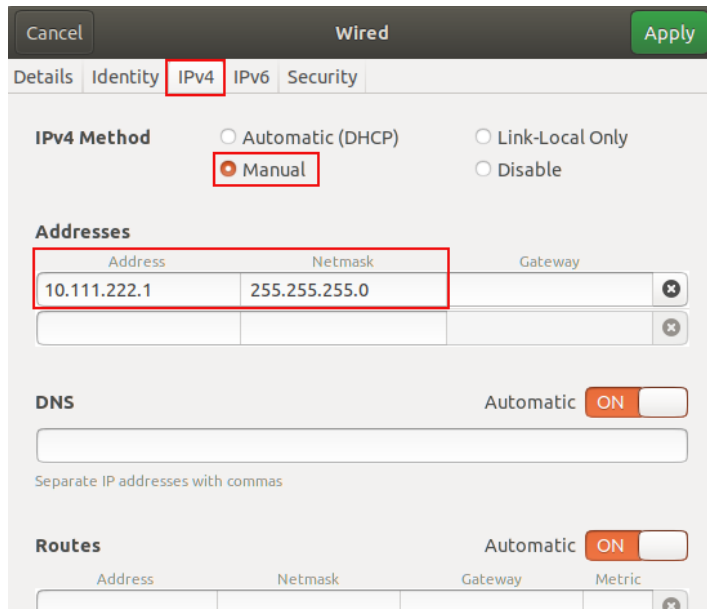 Cancel Wired Apply
Details Identity IPv4 IPv6 Security
IPv4 Method Automatic (DHCP) Link-Local Only
Manual Disable
Addresses
Address Netmask Gateway
10.111.222.1 255.255.255.0
DNS Automatic ON
Separate IP addresses with commas
Routes Automatic ON
Address Netmask Gateway Metric